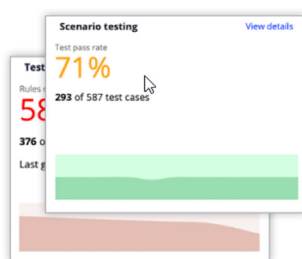 Scenario testing View details
Test pass rate
71%
293 of 587 test cases
Test
Rules
58
376 o
Last g